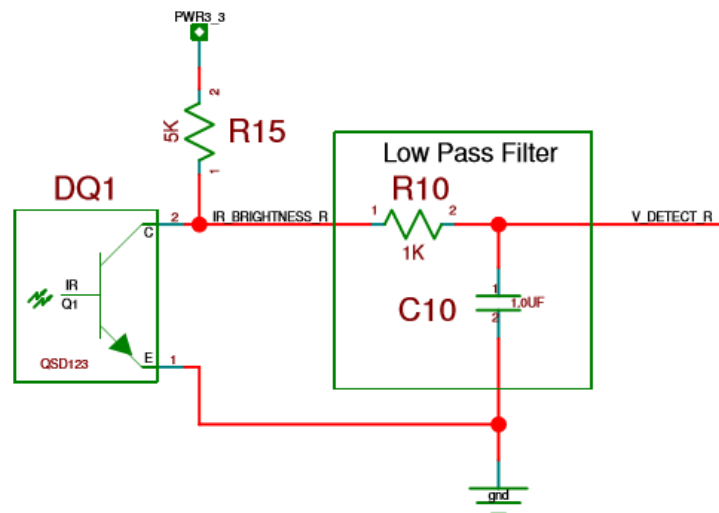 PWR3_3
2
5K
R15
1
Low Pass Filter
DQ1
R10
2
C
IR_BRIGHTNESS_R
1
2
V_DETECT_R
1K
IR
Q1
1
C10
1.0UF
2
E
1
QSD123
gnd